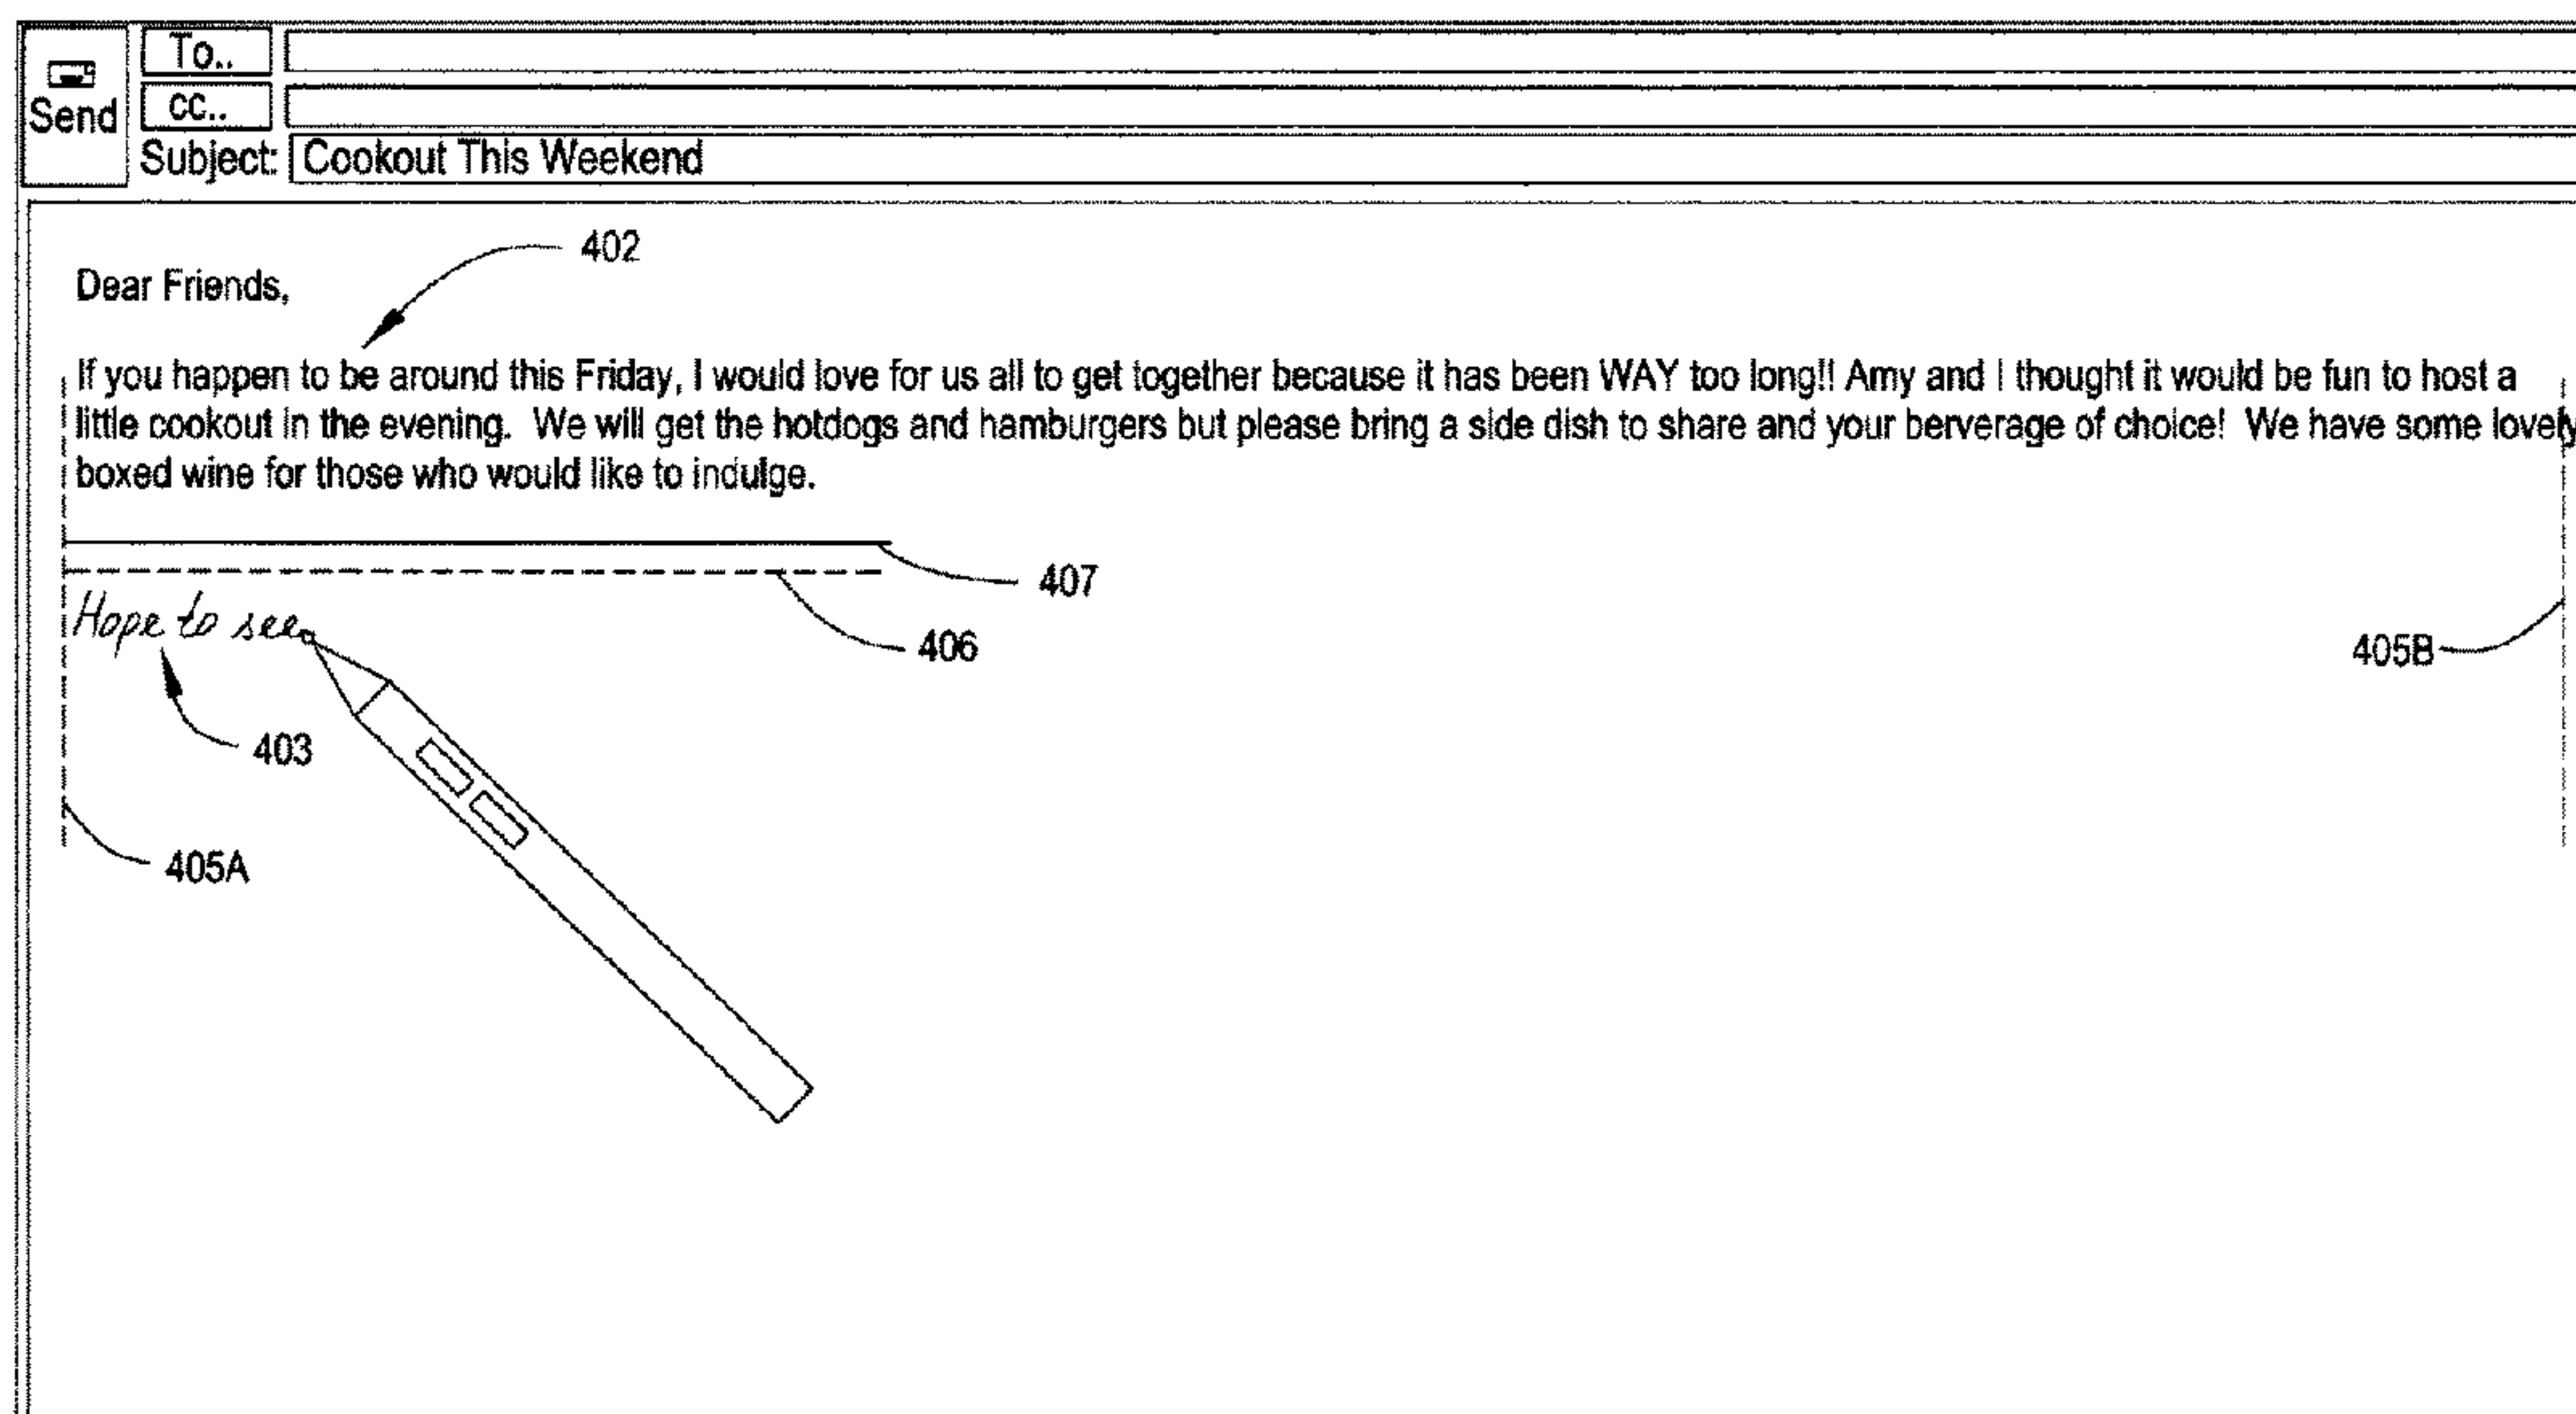 To..
Send
cc..
Subject: Cookout This Weekend
402
Dear Friends,
If you happen to be around this Friday, I would love for us all to get together because it has been WAY too long!! Amy and I thought it would be fun to host a
little cookout in the evening. We will get the hotdogs and hamburgers but please bring a side dish to share and your berverage of choice! We have some lovely
boxed wine for those who would like to indulge.
407
Hope to see
406
405B
403
405A